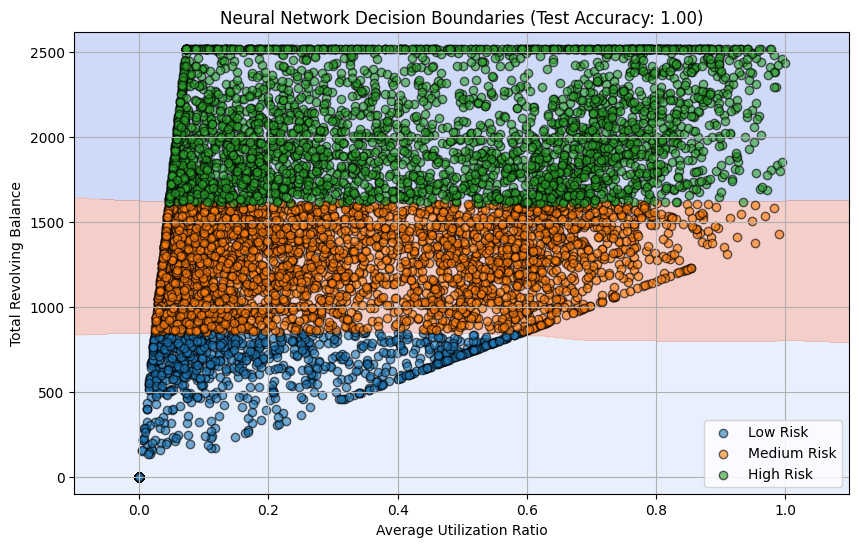 Neural Network Decision Boundaries (Test Accuracy: 1.00)
Total Revolving Balance
2500
2000
1500
1000
500
0
0.0
0.2
0.4
0.6
0.8
1.0
Average Utilization Ratio
Low Risk
Medium Risk
High Risk